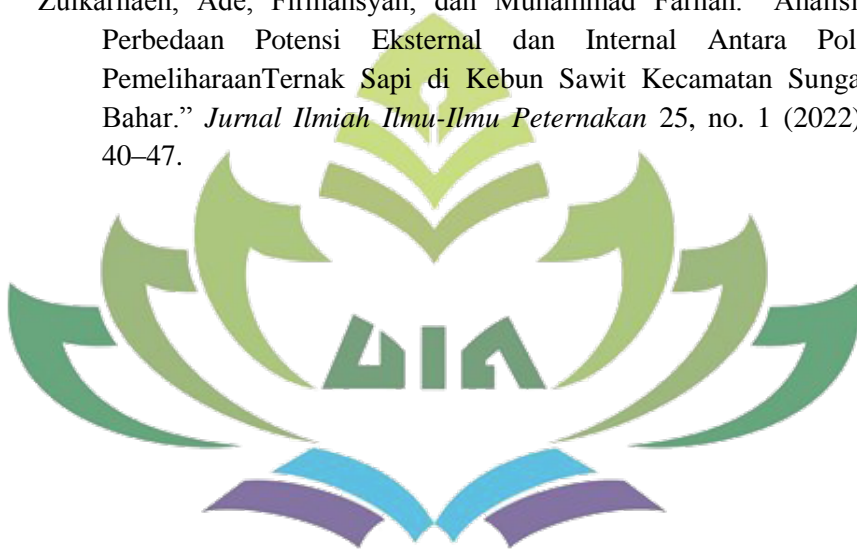 Zulkarnaen, Ade, Firmansyah, dan Muhammad Farhan. "Analisi
Perbedaan Potensi Eksternal dan Internal Antara Pol
PemeliharaanTernak Sapi di Kebun Sawit Kecamatan Sunga
Bahar.” Jurnal Ilmiah Ilmu-Ilmu Peternakan 25, no. 1 (2022)
40–47.
UIN